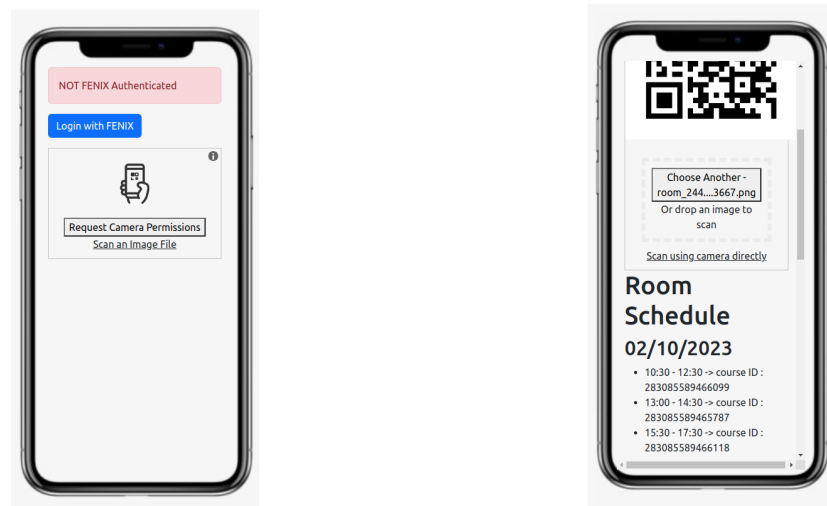 NOT FENIX Authenticated
Login with FENIX
Request Camera Permissions
Scan an Image File
Choose Another -
room_244....3667.png
Or drop an image to
scan
Scan using camera directly
Room
Schedule
02/10/2023
• 10:30 - 12:30 -> course ID :
283085589466099
• 13:00 - 14:30 -> course ID :
283085589465787
• 15:30 - 17:30 -> course ID :
283085589466118